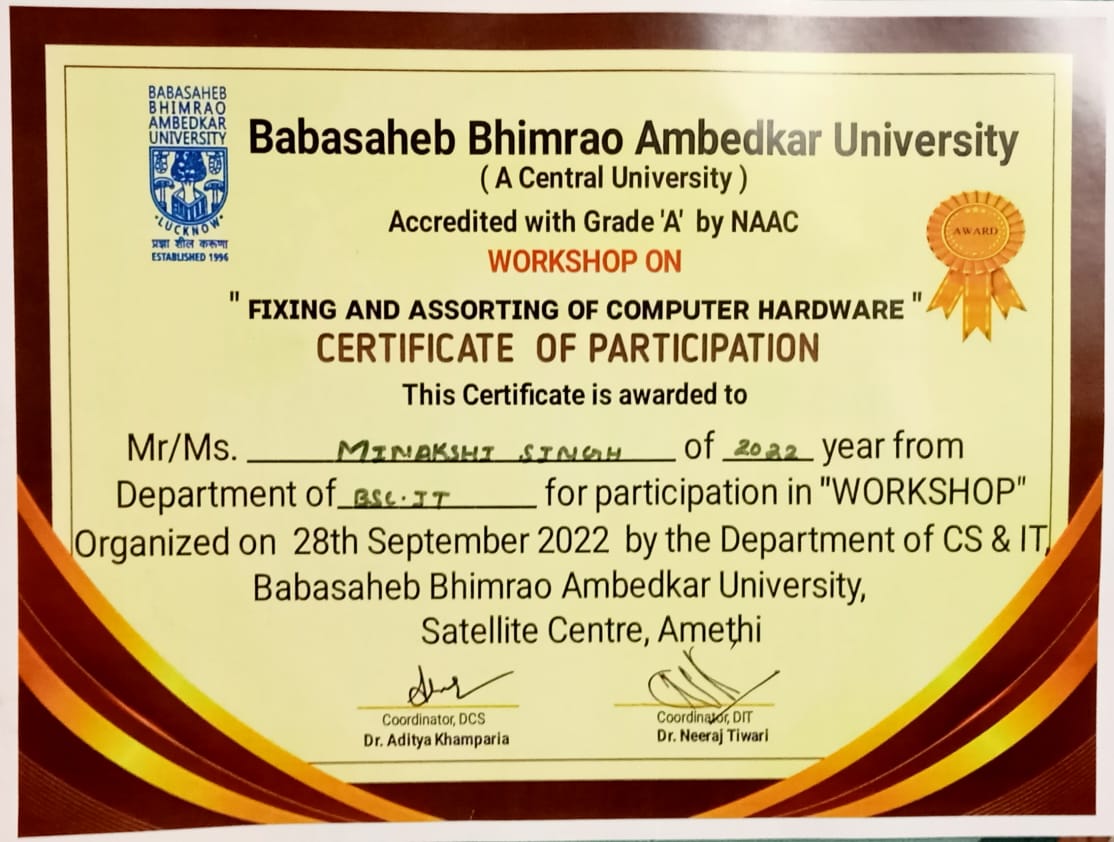 BABASAHEB
BHIMRAO
AMBEDKAR
UNIVERSITY
LUCKNOW
प्रज्ञा शील करूणा
ESTABLISHED 1996
Babasaheb Bhimrao Ambedkar University
( A Central University )
Accredited with Grade 'A' by NAAC
AWARD
WORKSHOP ON
" FIXING AND ASSORTING OF COMPUTER HARDWARE "
CERTIFICATE OF PARTICIPATION
This Certificate is awarded to
Mr/Ms. MINAKSHI SINGH of 2022 year from
Department of BSC.IT for participation in "WORKSHOP"
Organized on 28th September 2022 by the Department of CS & IT,
Babasaheb Bhimrao Ambedkar University,
Satellite Centre, Amethi
Coordinator, DCS
Dr. Aditya Khamparia
Coordinator, DIT
Dr. Neeraj Tiwari